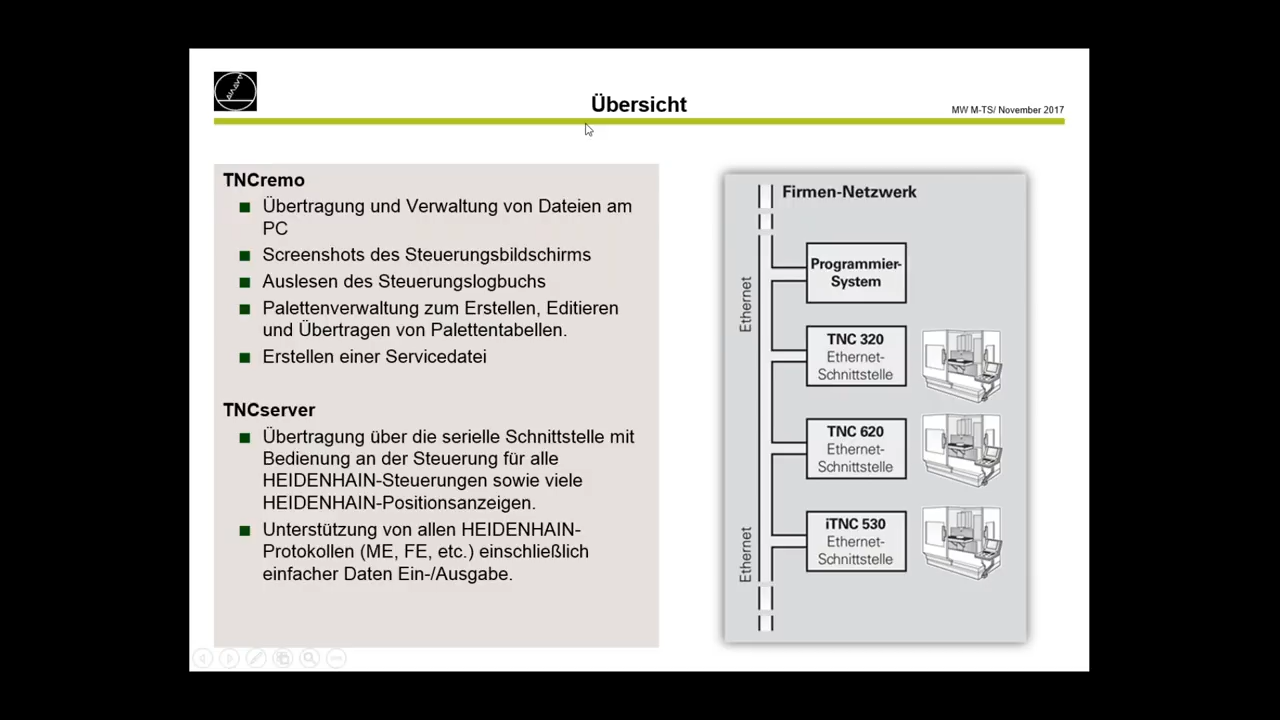 Übersicht
MW M-TS/ November 2017
TNCremo
Übertragung und Verwaltung von Dateien am
PC
Screenshots des Steuerungsbildschirms
Auslesen des Steuerungslogbuchs
Palettenverwaltung zum Erstellen, Editieren
und Übertragen von Palettentabellen.
Erstellen einer Servicedatei
TNCserver
Übertragung über die serielle Schnittstelle mit
Bedienung an der Steuerung für alle
HEIDENHAIN-Steuerungen sowie viele
HEIDENHAIN-Positionsanzeigen.
Unterstützung von allen HEIDENHAIN-
Protokollen (ME, FE, etc.) einschließlich
einfacher Daten Ein-/Ausgabe.
Firmen-Netzwerk
Ethernet
Programmier-
System
TNC 320
Ethernet-
Schnittstelle
TNC 620
Ethernet-
Schnittstelle
Ethernet
iTNC 530
Ethernet-
Schnittstelle